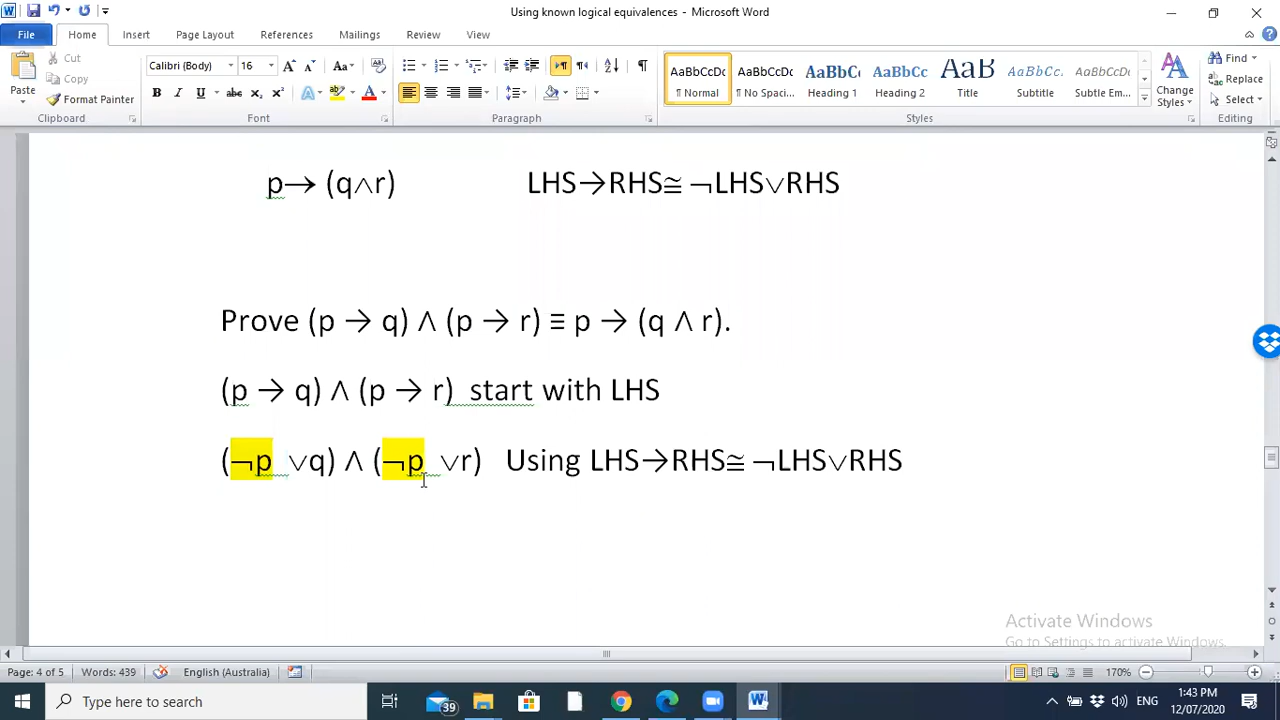 Using known logical equivalences - Microsoft Word
File Home Insert Page Layout References Mailings Review View
Cut
Copy
Format Painter
Paste
Clipboard
Calibri (Body) 16
Font
Paragraph
AaBbCcDc AaBbCcDc AaBbCc AaBbCc AaB AaBbCc. AaBbCcDc
¶ Normal ¶ No Spaci... Heading 1 Heading 2 Title Subtitle Subtle Em...
Change Styles
Styles
Find
Replace
Select
Editing
p→ (q∧r) LHS→RHS≅ ¬LHS∨RHS
Prove (p → q) ∧ (p → r) ≡ p → (q ∧ r).
(p → q) ∧ (p → r) start with LHS
(¬p ∨q) ∧ (¬p ∨r) Using LHS→RHS≅ ¬LHS∨RHS
Activate Windows
Go to Settings to activate Windows.
Page: 4 of 5 Words: 439 English (Australia) 170%
Type here to search 39 ENG 1:43 PM
12/07/2020